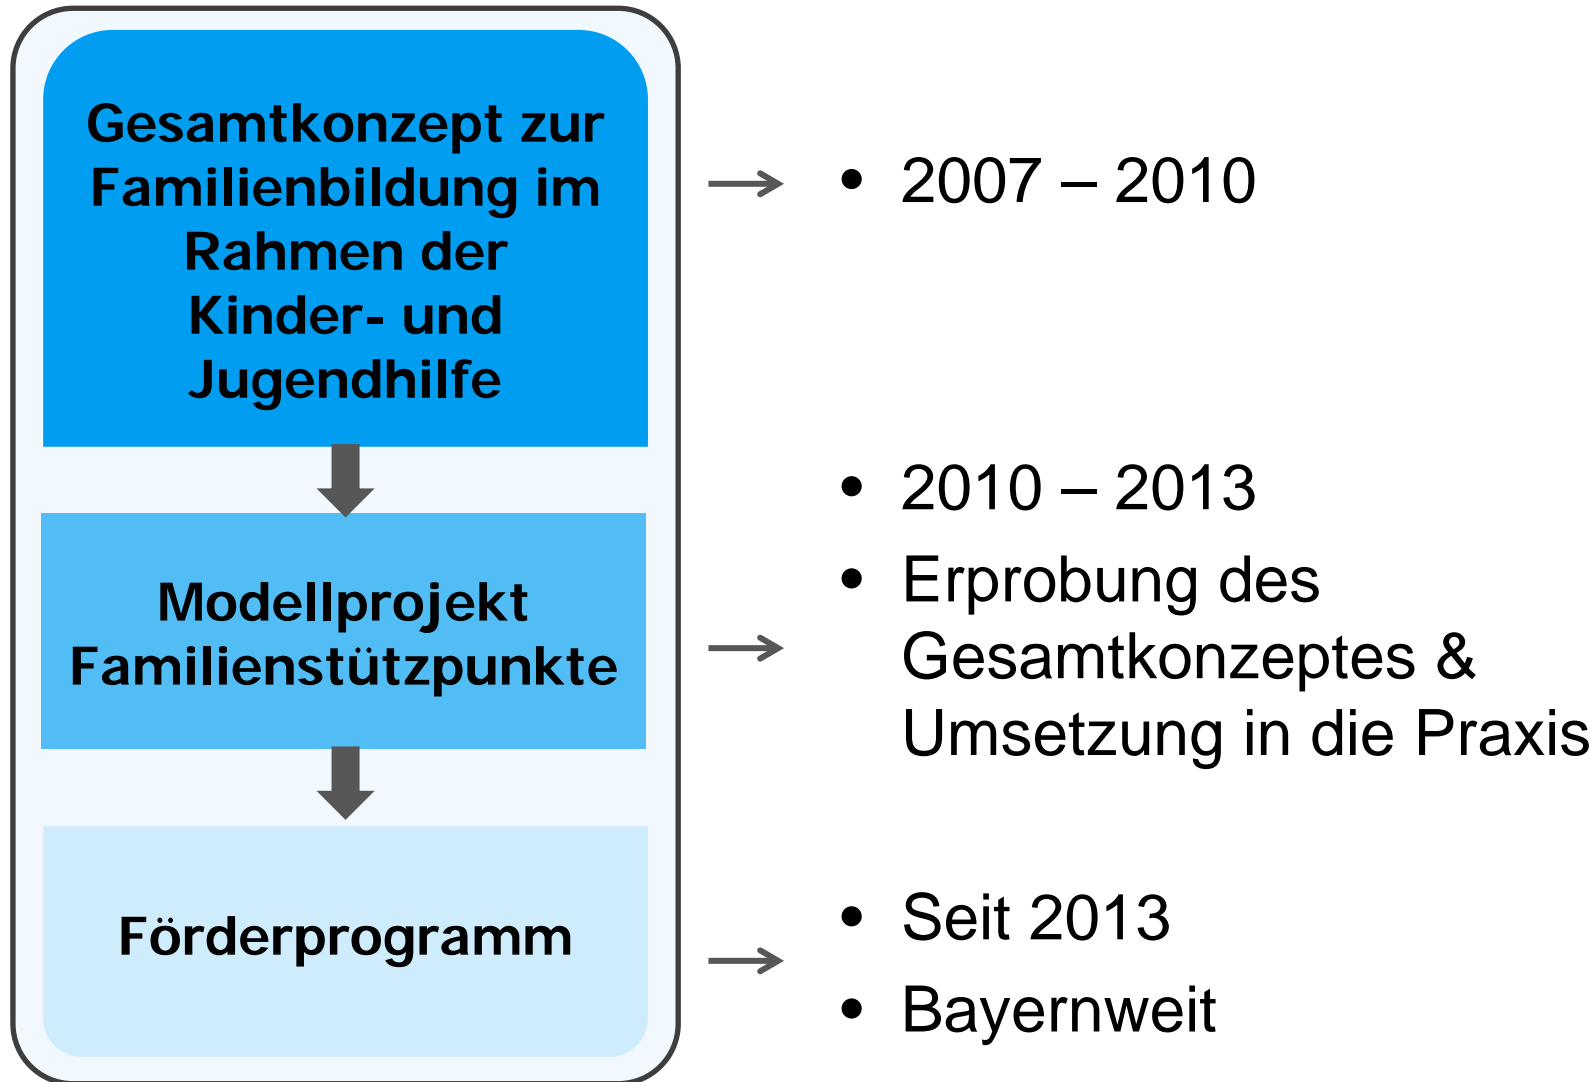 Gesamtkonzept zur
Familienbildung im
Rahmen der
Kinder- und
Jugendhilfe
• 2007 – 2010
Modellprojekt
Familienstützpunkte
• 2010 – 2013
• Erprobung des
Gesamtkonzeptes &
Umsetzung in die Praxis
Förderprogramm
• Seit 2013
• Bayernweit